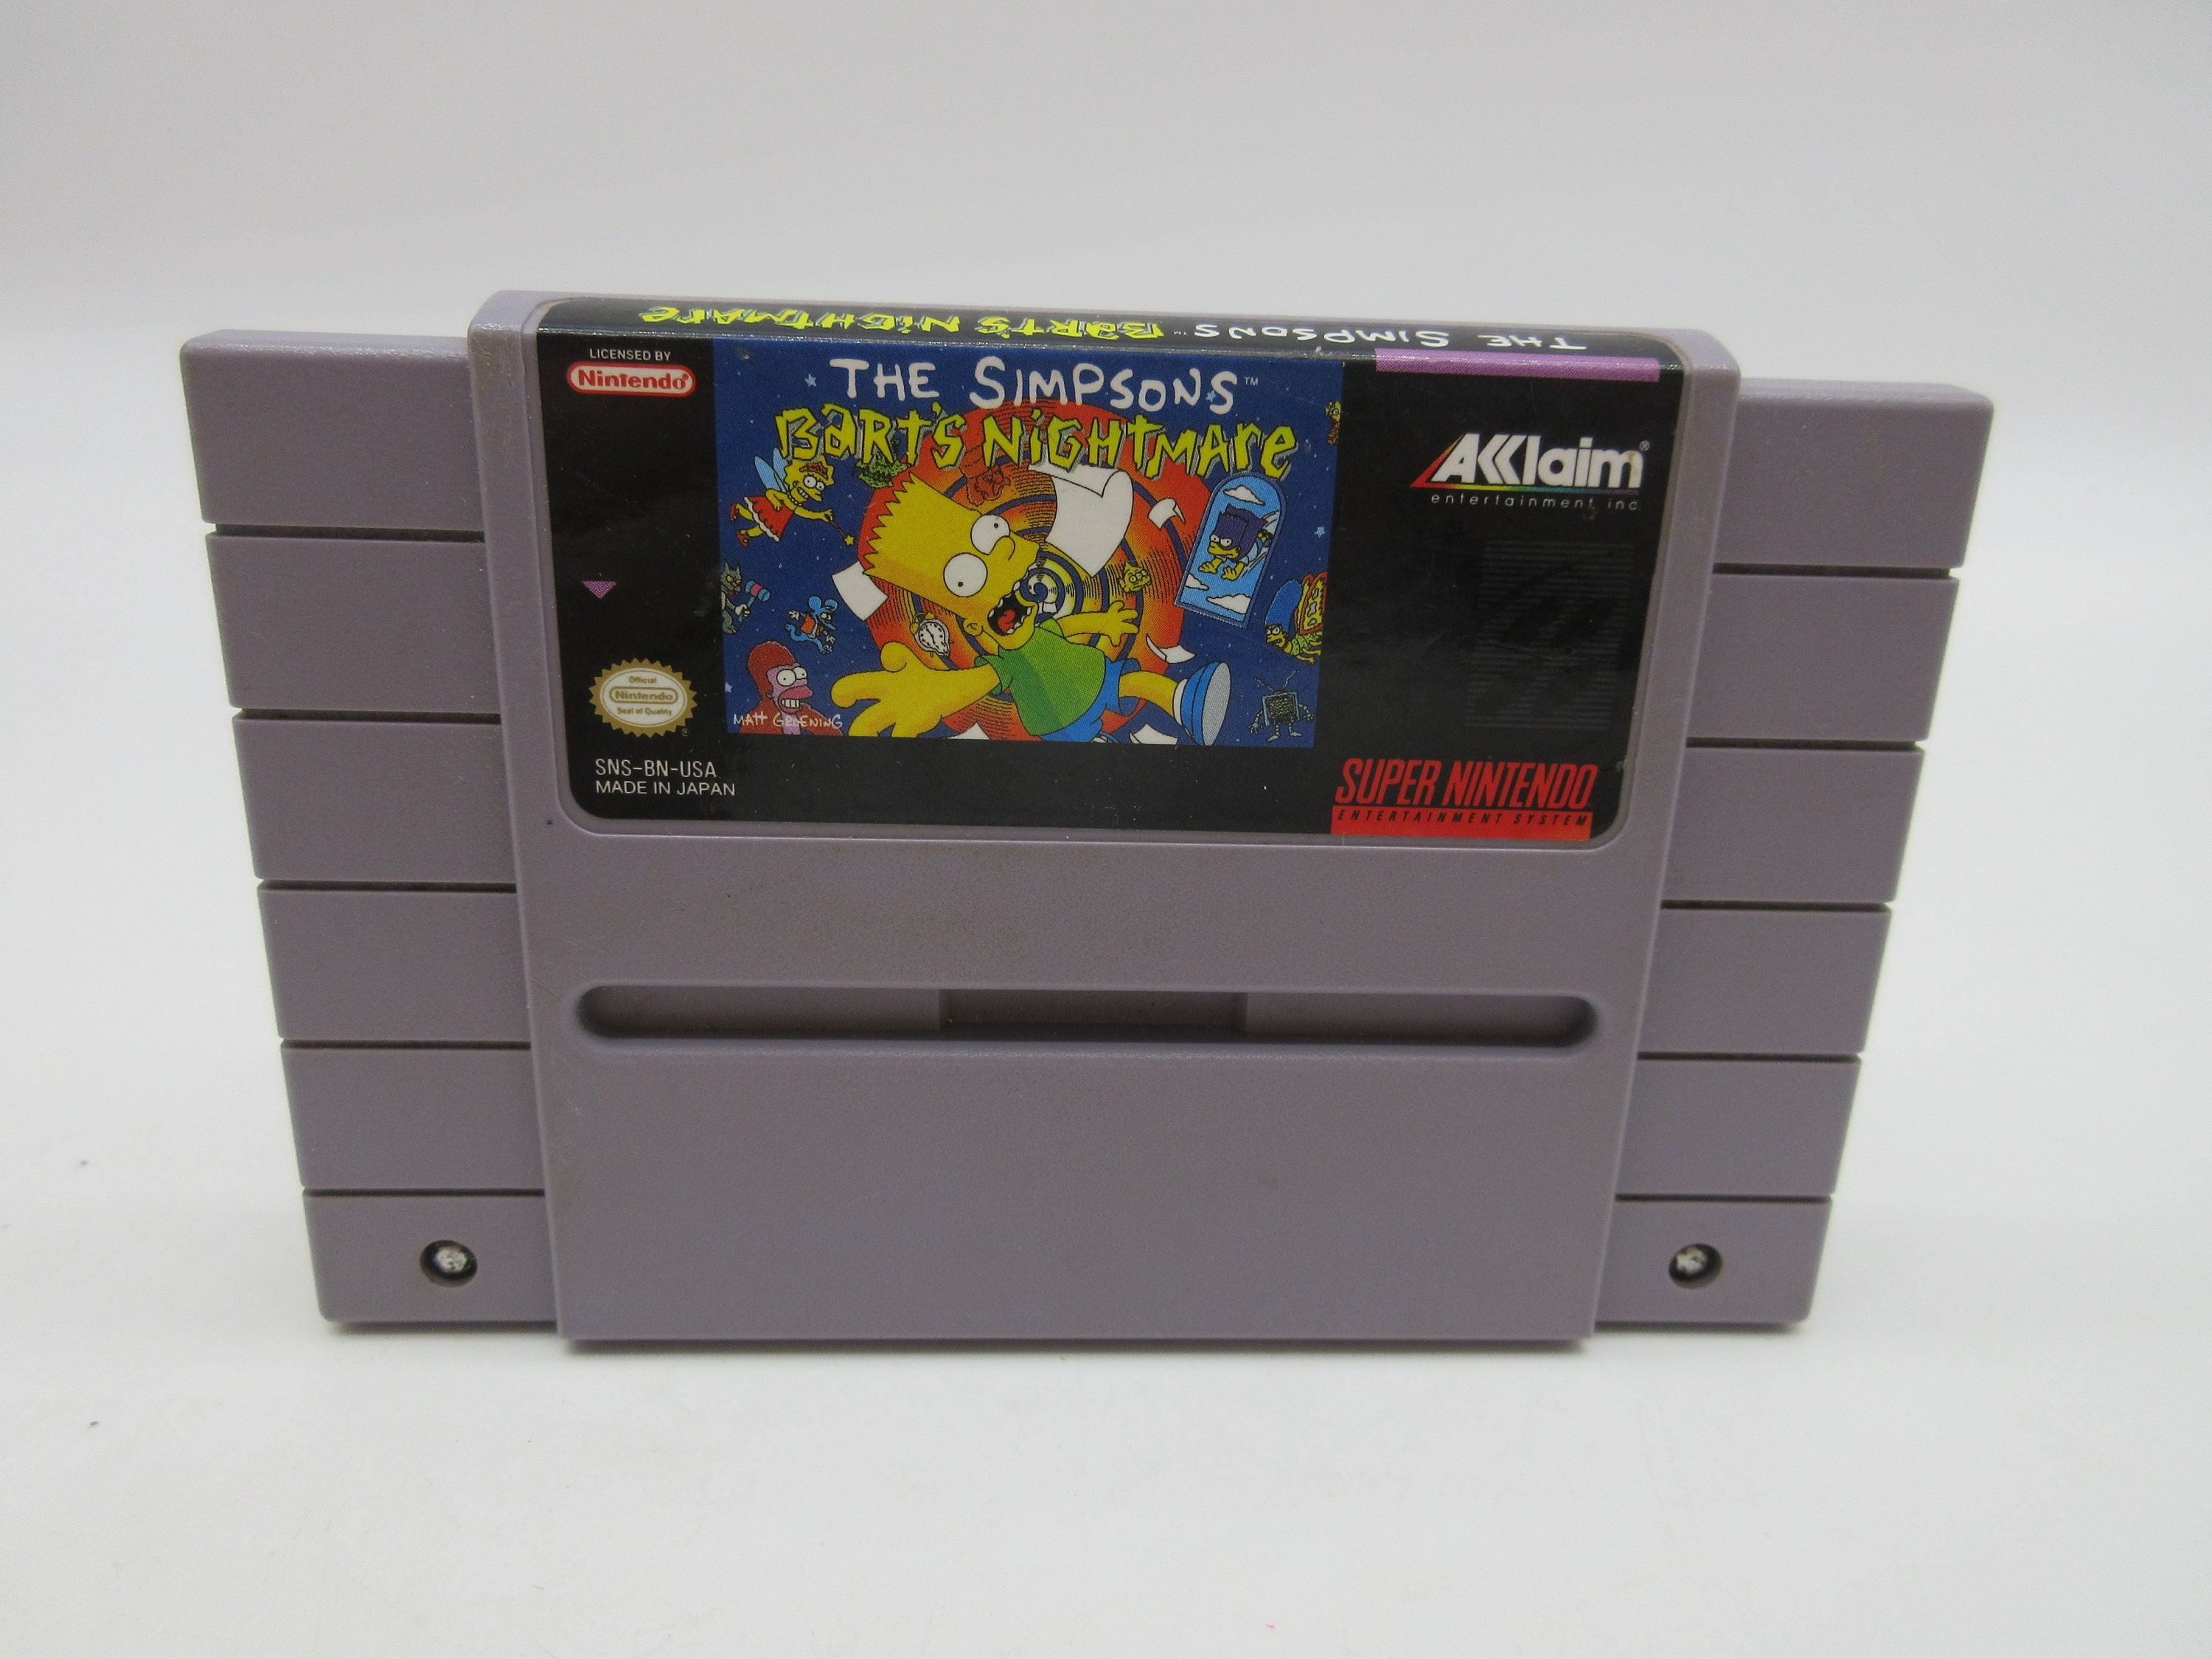 THE SIMPSONS™ BART'S NIGHTMARE
LICENSED BY
Nintendo®
THE SIMPSONS™
BART'S NIGHTMARE
AKKlaim®
entertainment, inc.
Official
Nintendo
Seal of Quality
®
MATT GROENING
SNS-BN-USA
MADE IN JAPAN
SUPER NINTENDO
ENTERTAINMENT SYSTEM